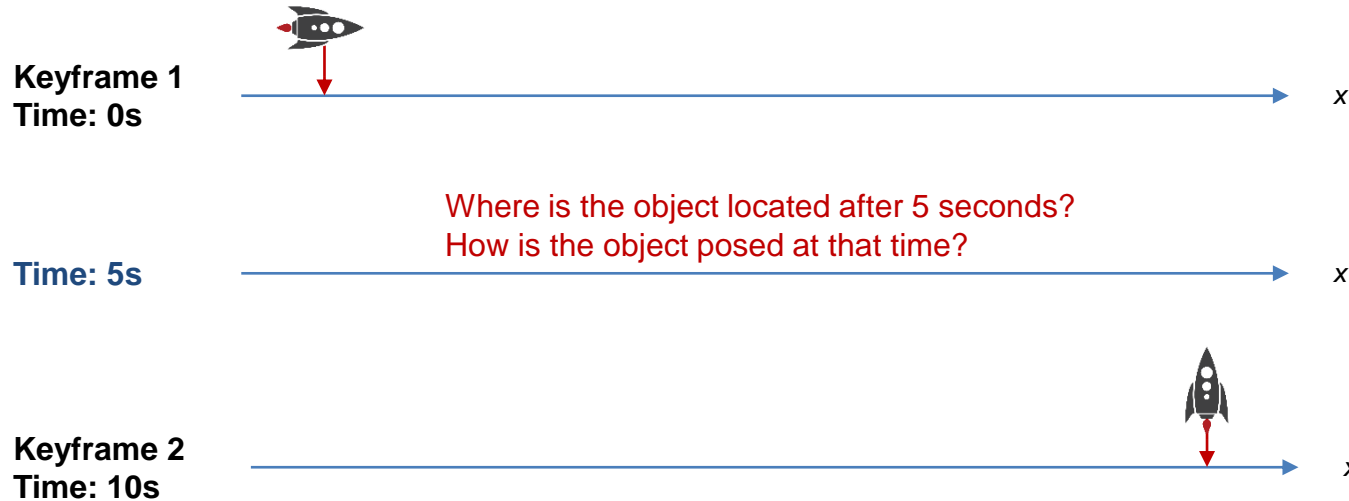 Keyframe 1
Time: 0s
x
Where is the object located after 5 seconds?
How is the object posed at that time?
Time: 5s
x
Keyframe 2
Time: 10s
x